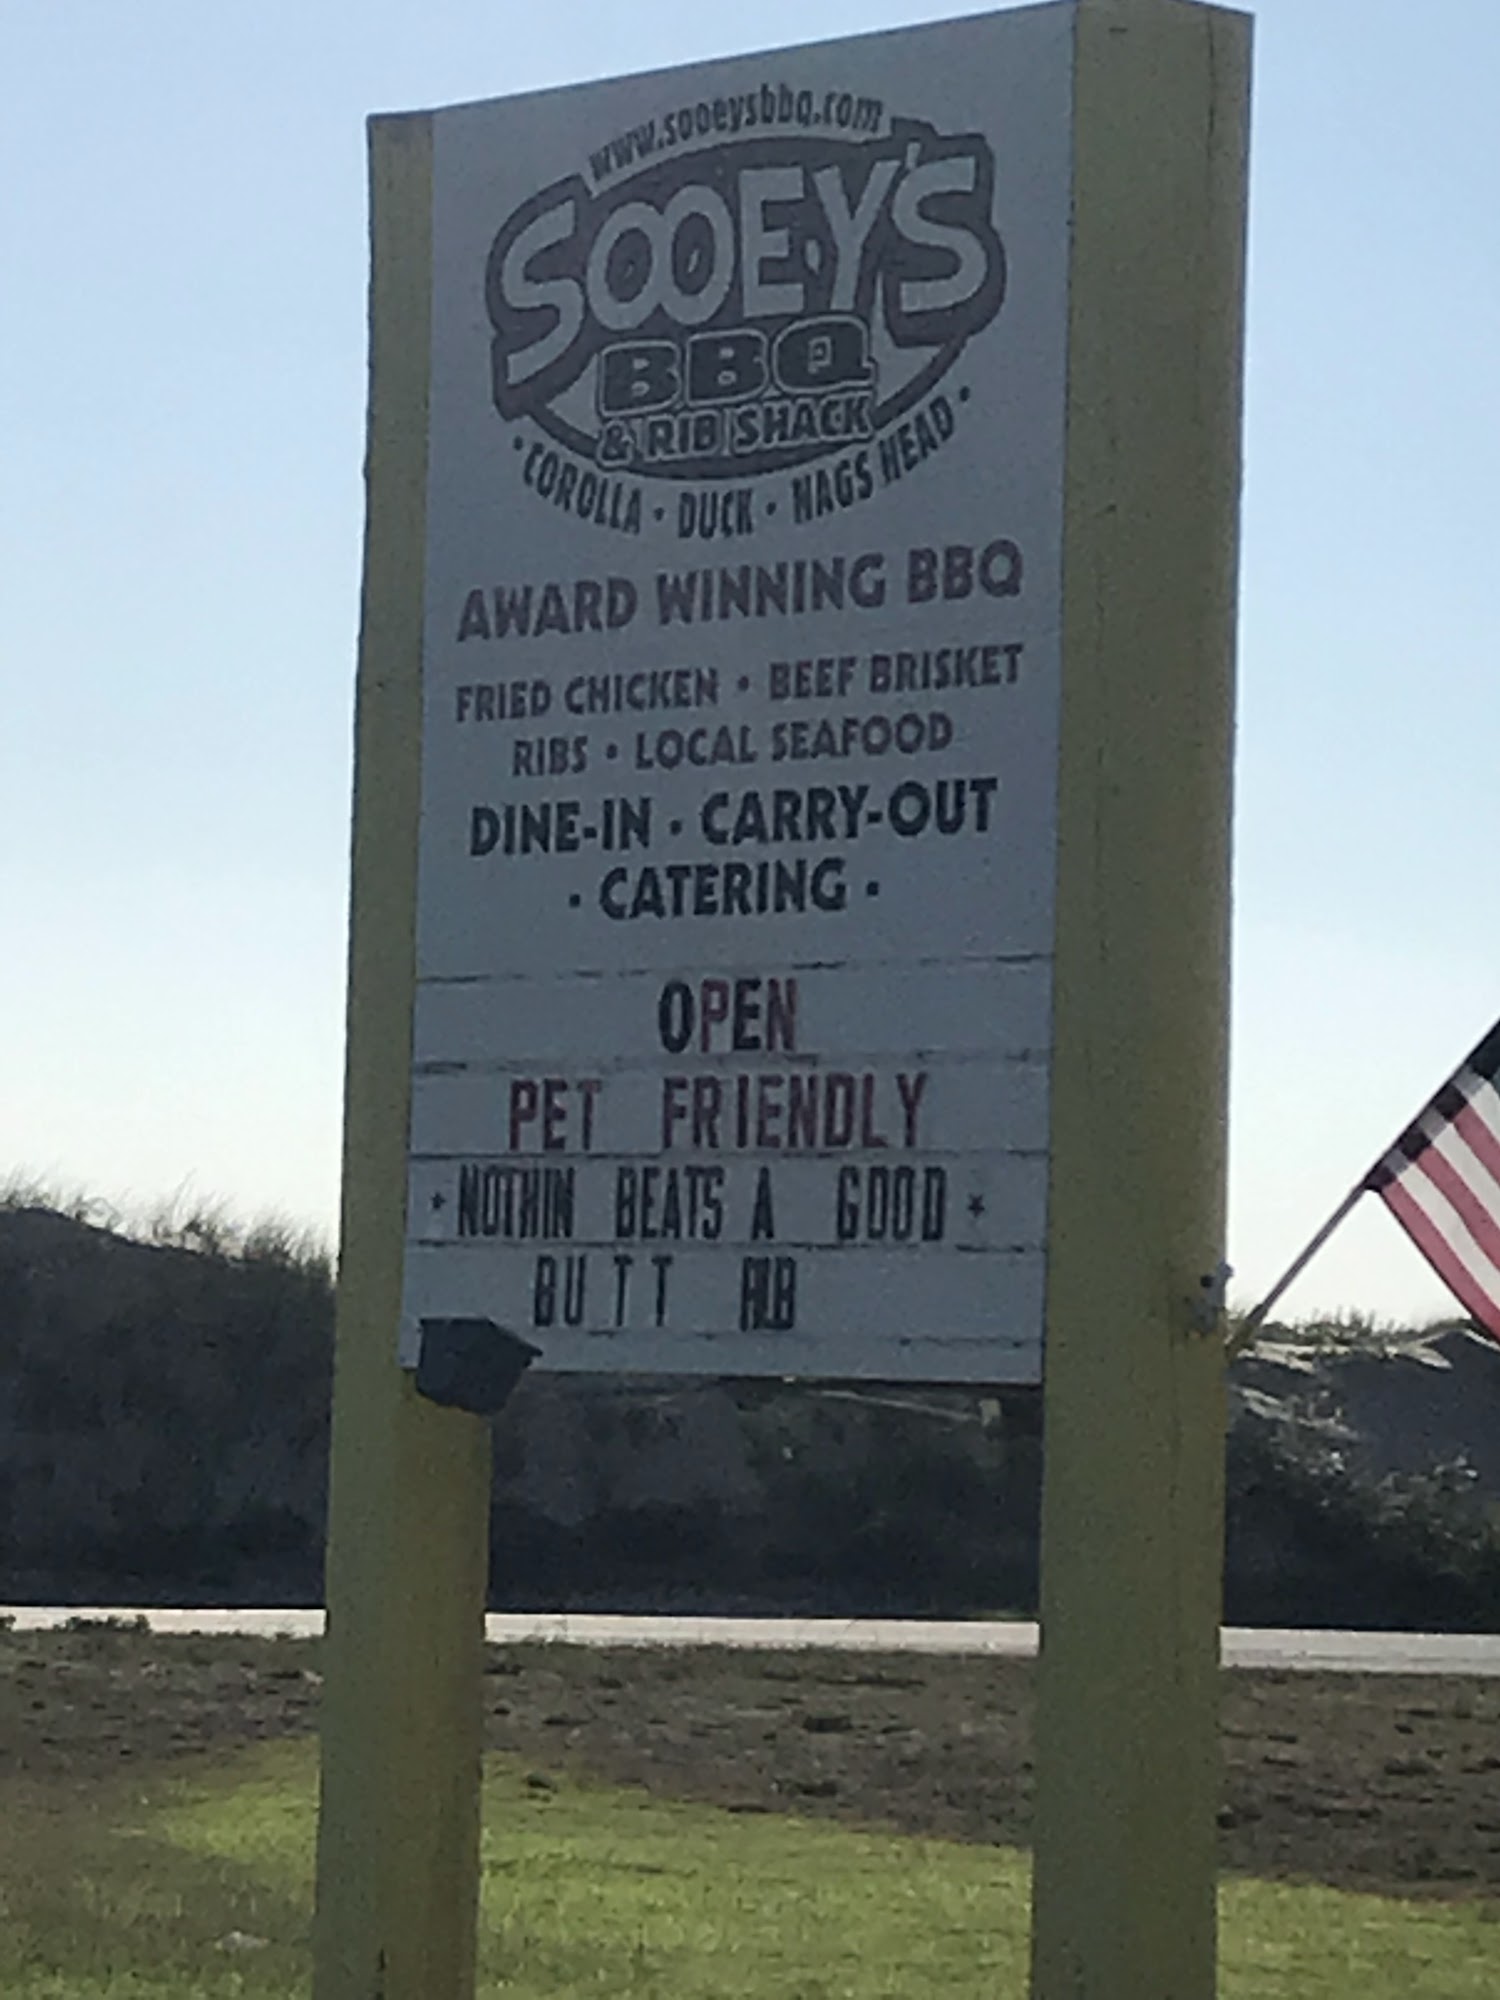 www.sooeysbbq.com
SOOEY'S
BBQ
& RIB SHACK
• COROLLA • DUCK • NAGS HEAD •
AWARD WINNING BBQ
FRIED CHICKEN • BEEF BRISKET
RIBS • LOCAL SEAFOOD
DINE-IN • CARRY-OUT
• CATERING •
OPEN
PET FRIENDLY
* NOTHIN BEATS A GOOD *
BUTT RUB